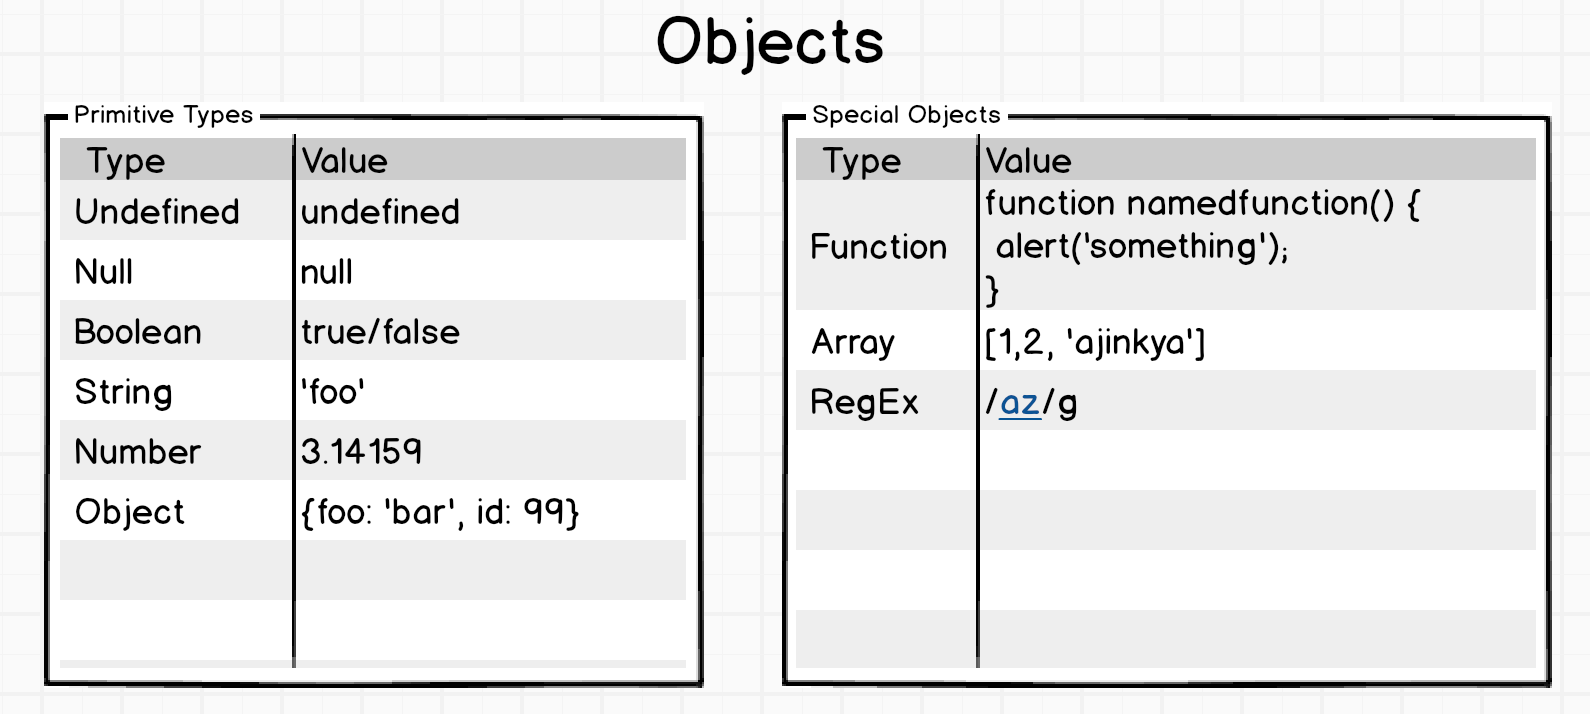 Objects
Primitive Types
Type Value
Undefined undefined
Null null
Boolean true/false
String 'foo'
Number 3.14159
Object {foo: 'bar', id: 99}
Special Objects
Type Value
Function function namedfunction() {
alert('something');
}
Array [1,2, 'ajinkya']
RegEx /az/g